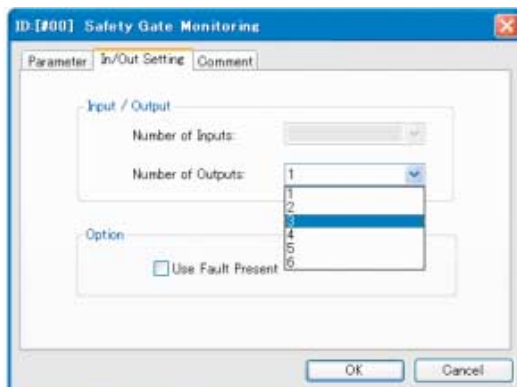 ID:[#00] Safety Gate Monitoring
Parameter In/Out Setting Comment
Input / Output
Number of Inputs:
Number of Outputs: 1
1
2
3
4
5
6
Option
Use Fault Present
OK Cancel